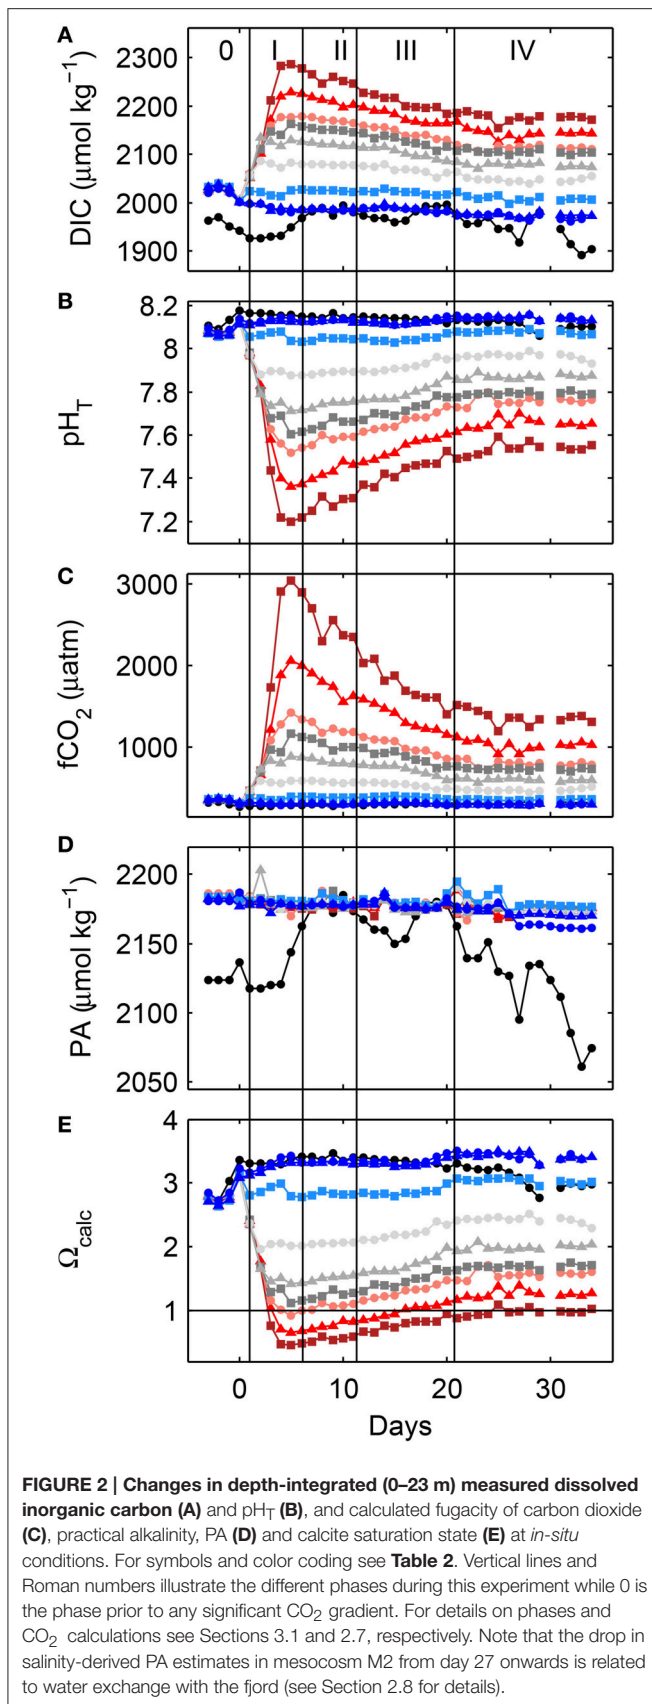 A
0 I II III IV
2300
2200
2100
2000
1900
DIC (μmol kg⁻¹)
B
8.2
8
7.8
7.6
7.4
7.2
pH_T
C
3000
2000
1000
fCO₂ (μatm)
D
2200
2150
2100
2050
PA (μmol kg⁻¹)
E
4
3
2
1
Ω_calc
0 10 20 30
Days
FIGURE 2 | Changes in depth-integrated (0–23 m) measured dissolved
inorganic carbon (A) and pH_T (B), and calculated fugacity of carbon dioxide
(C), practical alkalinity, PA (D) and calcite saturation state (E) at in-situ
conditions. For symbols and color coding see Table 2. Vertical lines and
Roman numbers illustrate the different phases during this experiment while 0 is
the phase prior to any significant CO₂ gradient. For details on phases and
CO₂ calculations see Sections 3.1 and 2.7, respectively. Note that the drop in
salinity-derived PA estimates in mesocosm M2 from day 27 onwards is related
to water exchange with the fjord (see Section 2.8 for details).